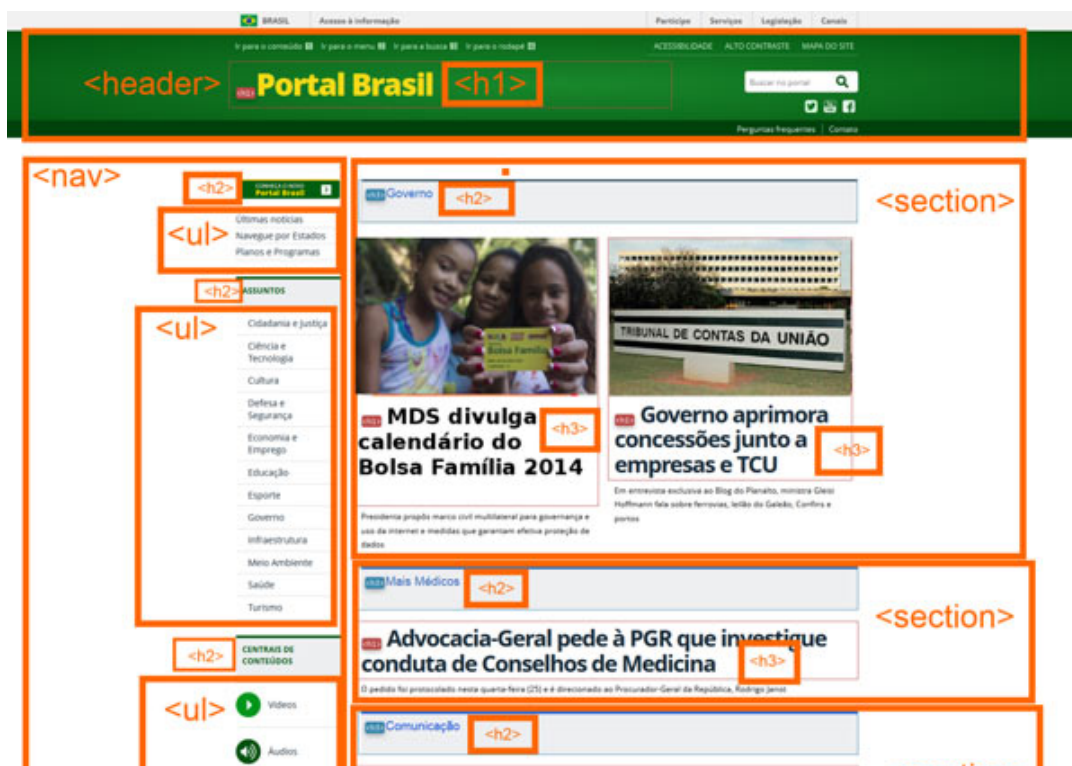 BRASIL Acesso à informação Participe Serviços Legislação Canais
Ir para o conteúdo 1 Ir para o menu 2 Ir para a busca 3 Ir para o rodapé 4 ACESSIBILIDADE ALTO CONTRASTE MAPA DO SITE
<header> Portal Brasil <h1>
Buscar no portal
Perguntas frequentes Contato
<nav>
<h2> CONHEÇA O NOVO
Portal Brasil
<ul>
Últimas notícias
Navegue por Estados
Planos e Programas
<h2> ASSUNTOS
<ul>
Cidadania e Justiça
Ciência e
Tecnologia
Cultura
Defesa e
Segurança
Economia e
Emprego
Educação
Esporte
Governo
Infraestrutura
Meio Ambiente
Saúde
Turismo
<h2> CENTRAIS DE
CONTEÚDOS
<ul>
Vídeos
Áudios
Governo <h2>
<section>
Bolsa Família
TRIBUNAL DE CONTAS DA UNIÃO
MDS divulga
calendário do
Bolsa Família 2014
<h3>
Presidenta propôs marco civil multilateral para governança e
uso da internet e medidas que garantam efetiva proteção de
dados
Governo aprimora
concessões junto a
empresas e TCU
<h3>
Em entrevista exclusiva ao Blog do Planalto, ministra Gleisi
Hoffmann fala sobre ferrovias, leilão do Galeão, Confins e
portos
Mais Médicos <h2>
<section>
Advocacia-Geral pede à PGR que investigue
conduta de Conselhos de Medicina
<h3>
O pedido foi protocolado nesta quarta-feira (25) e é direcionado ao Procurador-Geral da República, Rodrigo Janot
Comunicação <h2>